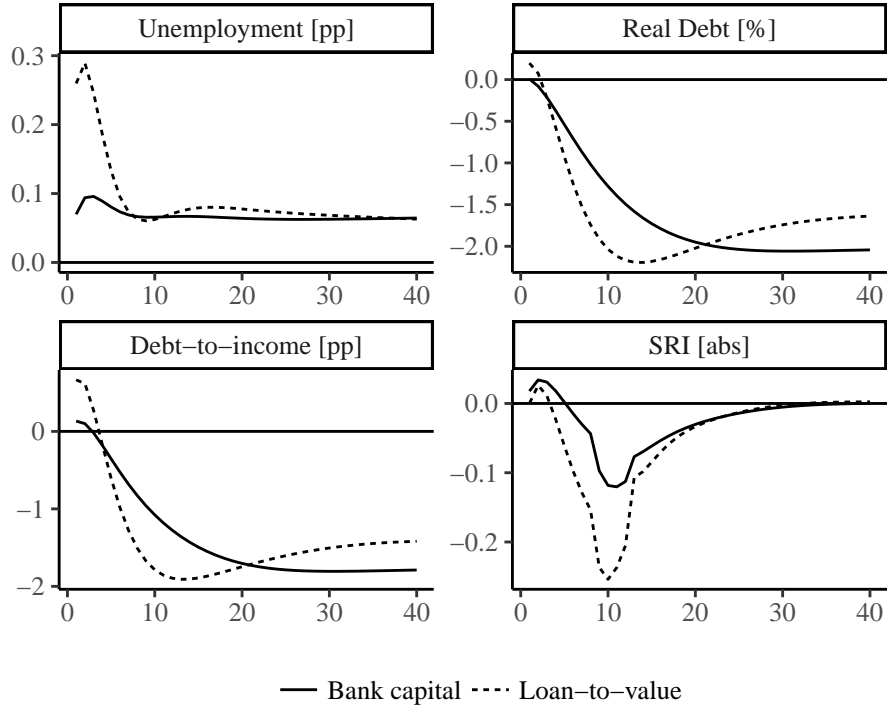 Unemployment [pp]
0.3
0.2
0.1
0.0
0 10 20 30 40
Real Debt [%]
0.0
−0.5
−1.0
−1.5
−2.0
0 10 20 30 40
Debt−to−income [pp]
0
−1
−2
0 10 20 30 40
SRI [abs]
0.0
−0.1
−0.2
0 10 20 30 40
Bank capital Loan−to−value